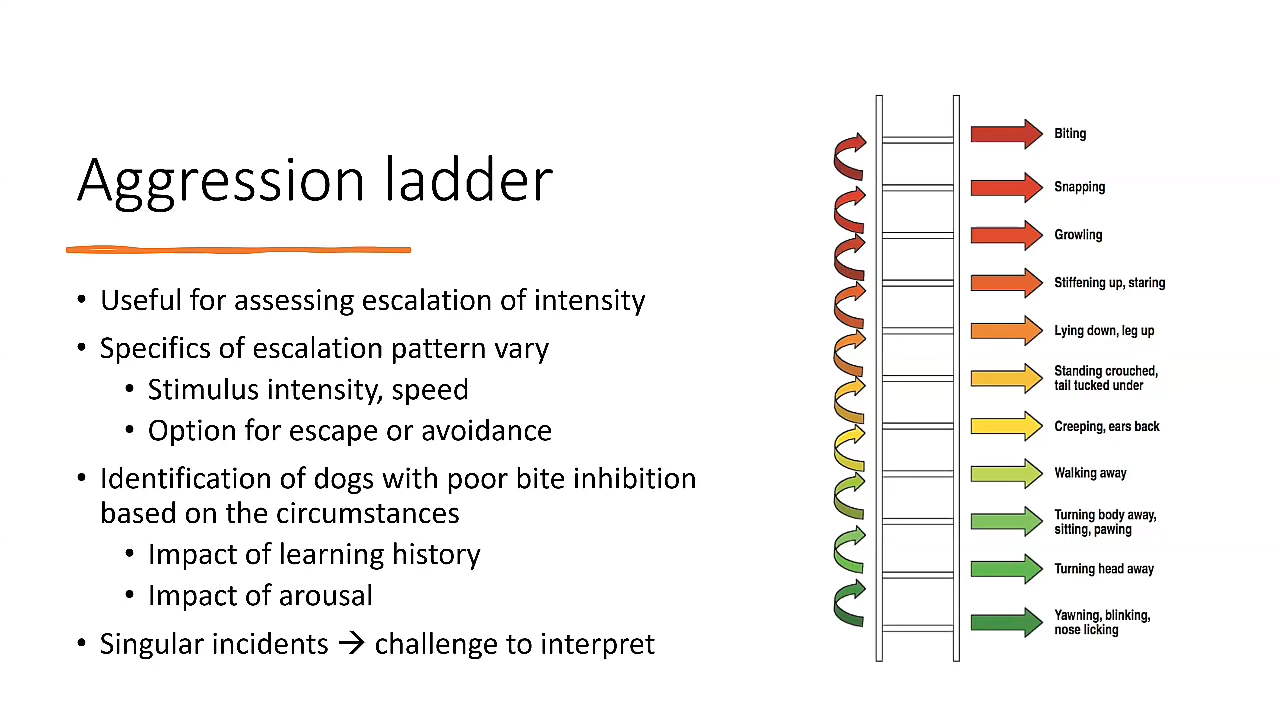 Aggression ladder
• Useful for assessing escalation of intensity
• Specifics of escalation pattern vary
• Stimulus intensity, speed
• Option for escape or avoidance
• Identification of dogs with poor bite inhibition
based on the circumstances
• Impact of learning history
• Impact of arousal
• Singular incidents → challenge to interpret
Biting
Snapping
Growling
Stiffening up, staring
Lying down, leg up
Standing crouched,
tail tucked under
Creeping, ears back
Walking away
Turning body away,
sitting, pawing
Turning head away
Yawning, blinking,
nose licking